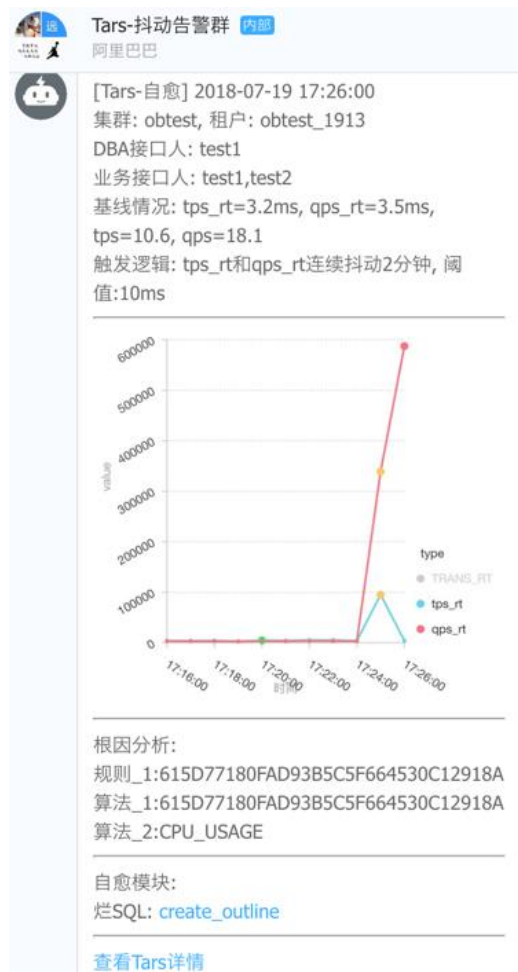 远
Tars-抖动告警群 内部
阿里巴巴
[Tars-自愈] 2018-07-19 17:26:00
集群: obtest, 租户: obtest_1913
DBA接口人: test1
业务接口人: test1,test2
基线情况: tps_rt=3.2ms, qps_rt=3.5ms,
tps=10.6, qps=18.1
触发逻辑: tps_rt和qps_rt连续抖动2分钟, 阈
值:10ms
600000
500000
400000
300000
200000
100000
0
value
type
TRANS_RT
tps_rt
qps_rt
17:16:00 17:18:00 17:20:00 17:22:00 17:24:00 17:26:00
时间
根因分析:
规则_1:615D77180FAD93B5C5F664530C12918A
算法_1:615D77180FAD93B5C5F664530C12918A
算法_2:CPU_USAGE
自愈模块:
烂SQL: create_outline
查看Tars详情